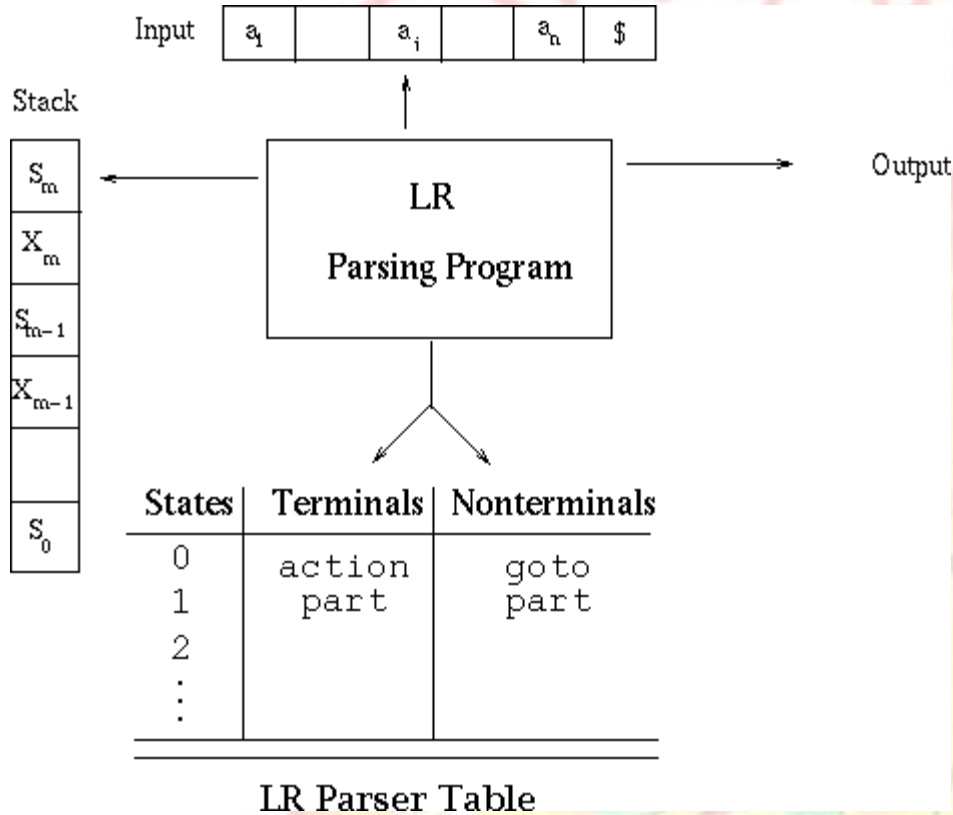 Input a₁ aᵢ aₙ $
Stack
Output
Sₘ
LR
Xₘ
Parsing Program
Sₘ₋₁
Xₘ₋₁
S₀
States Terminals Nonterminals
0 action goto
1 part part
2
⋮
LR Parser Table